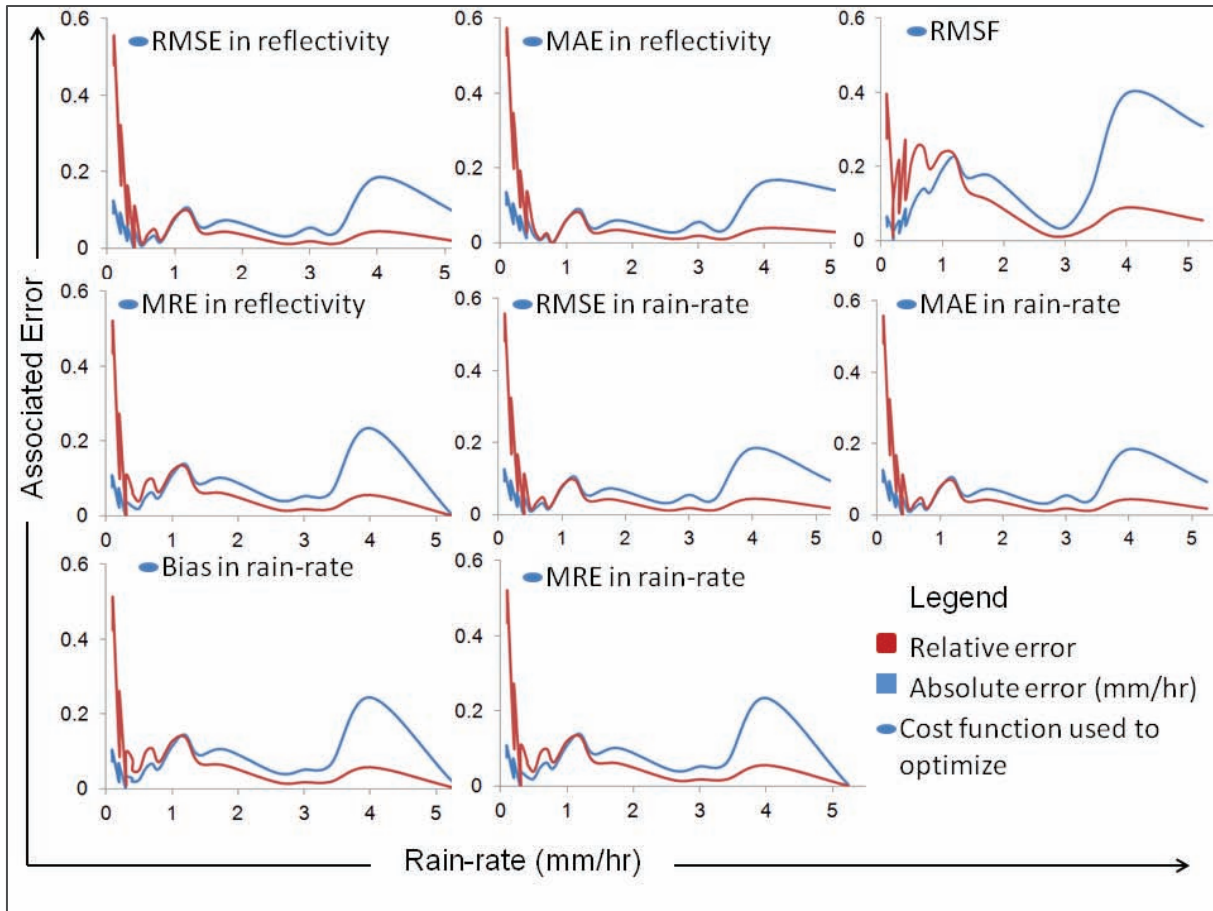 0.6
RMSE in reflectivity
0.4
0.2
0
0 1 2 3 4 5
0.6
MAE in reflectivity
0.4
0.2
0
0 1 2 3 4 5
0.6
RMSF
0.4
0.2
0
0 1 2 3 4 5
0.6
MRE in reflectivity
0.4
0.2
0
0 1 2 3 4 5
0.6
RMSE in rain-rate
0.4
0.2
0
0 1 2 3 4 5
0.6
MAE in rain-rate
0.4
0.2
0
0 1 2 3 4 5
0.6
Bias in rain-rate
0.4
0.2
0
0 1 2 3 4 5
0.6
MRE in rain-rate
0.4
0.2
0
0 1 2 3 4 5
Legend
Relative error
Absolute error (mm/hr)
Cost function used to
optimize
Associated Error
Rain-rate (mm/hr)